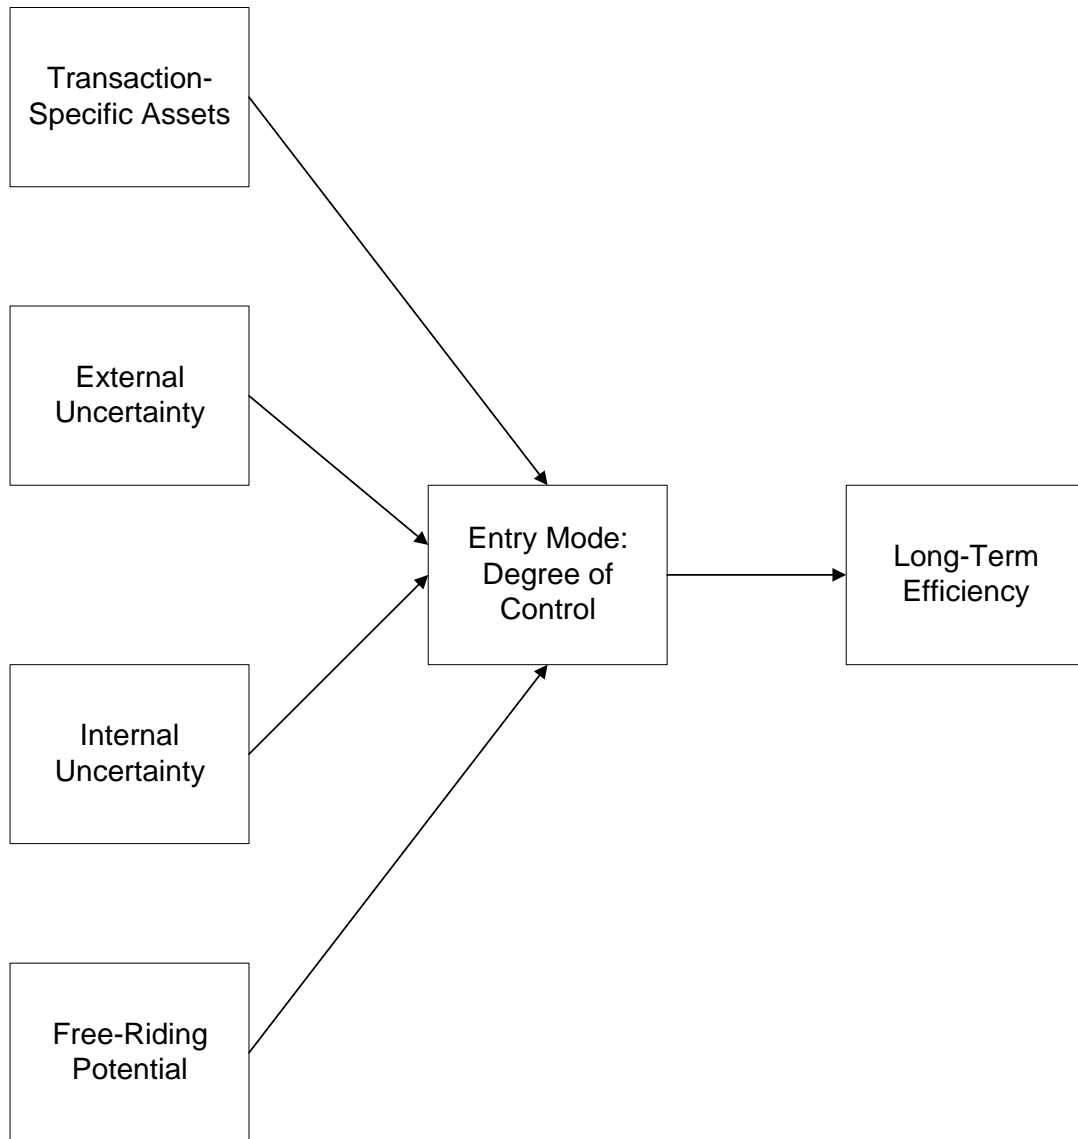 Transaction-
Specific Assets
External
Uncertainty
Entry Mode:
Degree of
Control
Long-Term
Efficiency
Internal
Uncertainty
Free-Riding
Potential